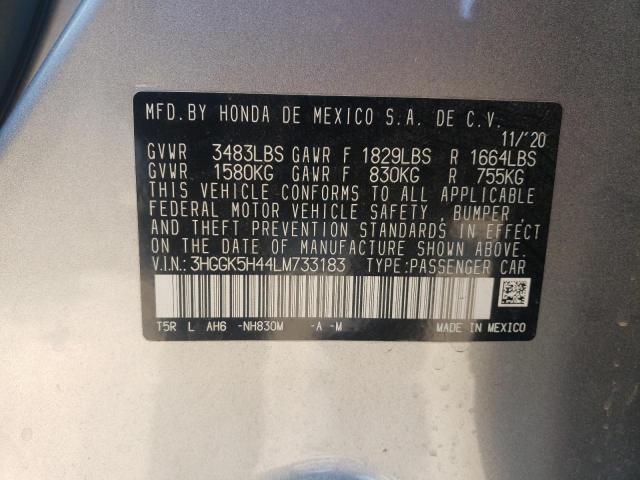 MFD.BY HONDA DE MEXICO S.A. DE C.V.
11/'20
GVWR 3483LBS GAWR F 1829LBS R 1664LBS
GVWR 1580KG GAWR F 830KG R 755KG
THIS VEHICLE CONFORMS TO ALL APPLICABLE
FEDERAL MOTOR VEHICLE SAFETY , BUMPER ,
AND THEFT PREVENTION STANDARDS IN EFFECT
ON THE DATE OF MANUFACTURE SHOWN ABOVE.
V.I.N.:3HGGK5H44LM733183 TYPE:PASSENGER CAR
T5R L AH6 -NH830M -A -M MADE IN MEXICO